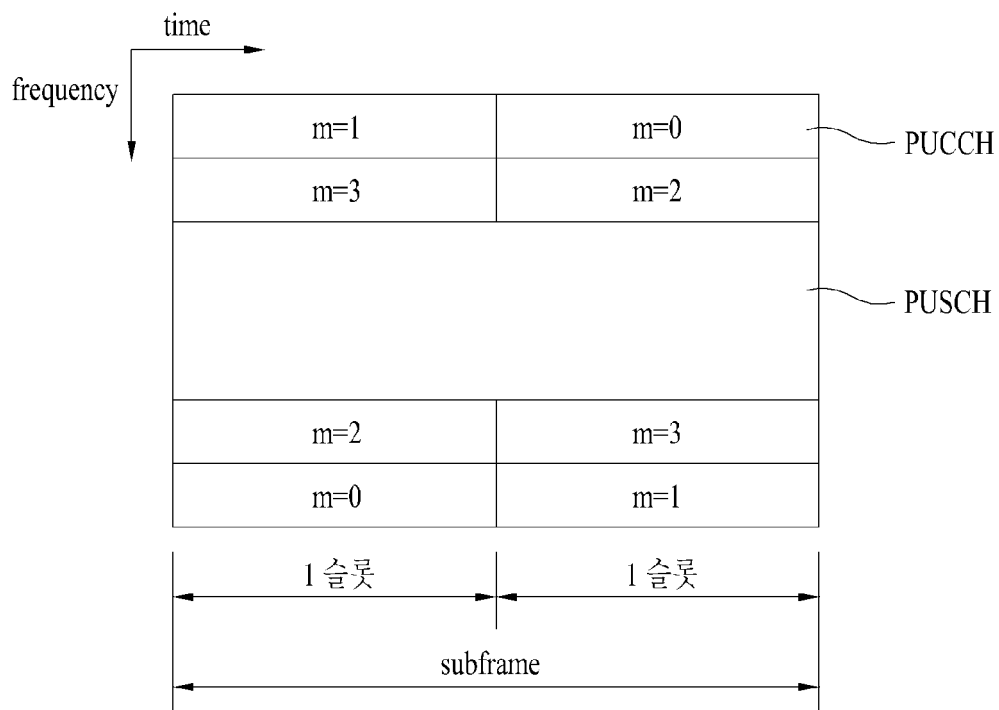 time
frequency
m=1
m=0
PUCCH
m=3
m=2
PUSCH
m=2
m=3
m=0
m=1
1 슬롯
1 슬롯
subframe